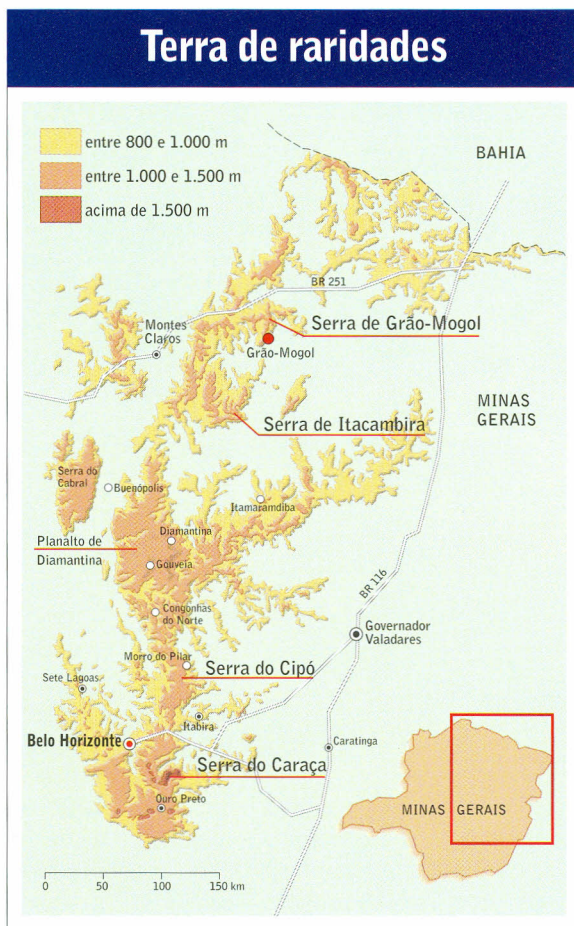 Terra de raridades
entre 800 e 1.000 m
entre 1.000 e 1.500 m
acima de 1.500 m
BAHIA
BR 251
Montes
Claros
Serra de Grão-Mogol
Grão-Mogol
MINAS
GERAIS
Serra de Itacambira
Serra do
Cabral
Buenópolis
Itamarandiba
Planalto de
Diamantina
Diamantina
Gouveia
BR 116
Congonhas
do Norte
Governador
Valadares
Morro do Pilar
Serra do Cipó
Sete Lagoas
Itabira
Belo Horizonte
Caratinga
Serra do Caraça
Ouro Preto
MINAS GERAIS
0 50 100 150 km